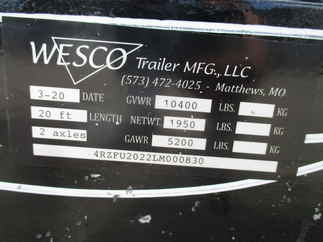 WESCO Trailer MFG., LLC
(573) 472-4025 - Matthews, MO
3-20 DATE GVWR 10400 LBS. KG
20 ft LENGTH NETWT 1950 LBS. KG
2 axles GAWR 5200 LBS. KG
4RZFU2022LM000830